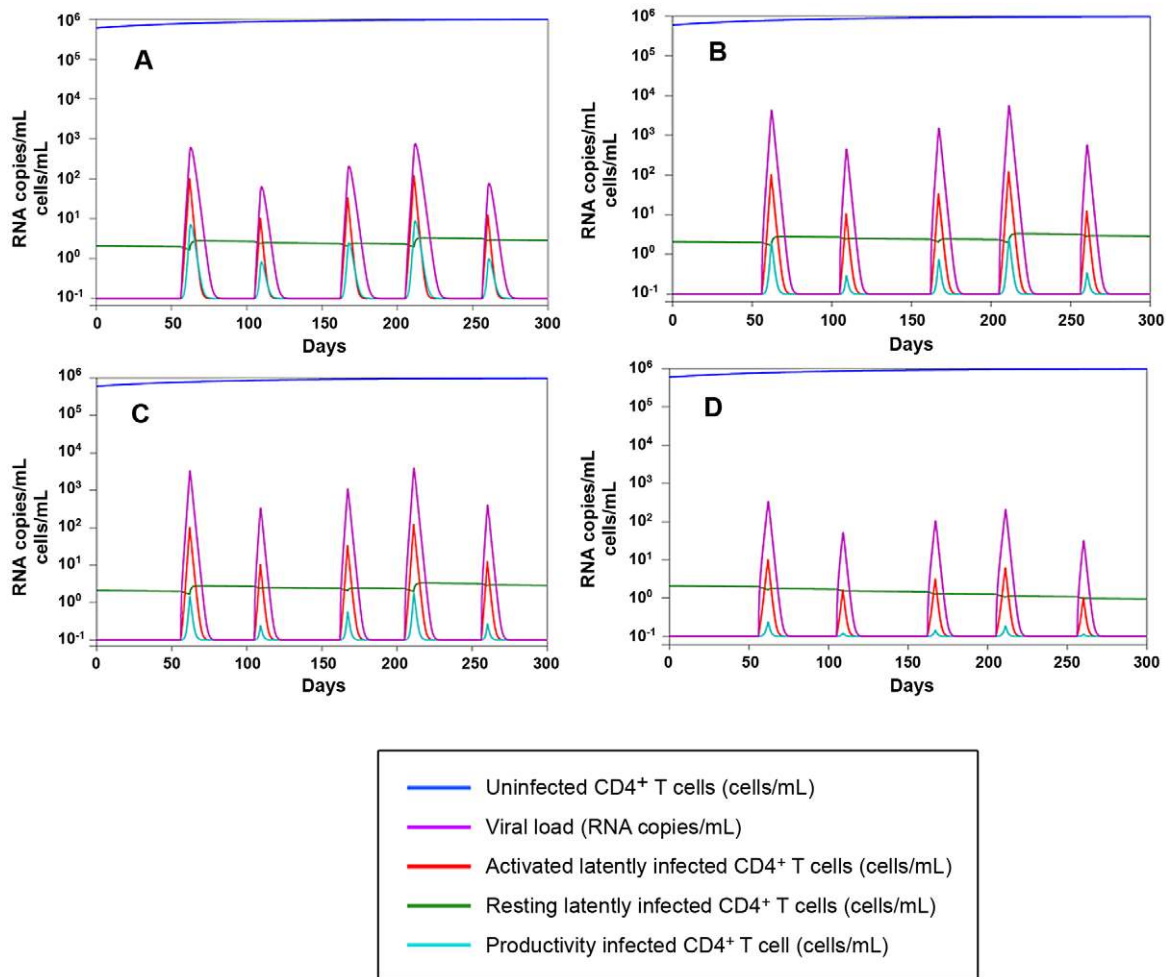 A
RNA copies/mL
cells/mL
10⁶
10⁵
10⁴
10³
10²
10¹
10⁰
10⁻¹
0
50
100
150
200
250
300
Days
B
RNA copies/mL
cells/mL
10⁶
10⁵
10⁴
10³
10²
10¹
10⁰
10⁻¹
0
50
100
150
200
250
300
Days
C
RNA copies/mL
cells/mL
10⁶
10⁵
10⁴
10³
10²
10¹
10⁰
10⁻¹
0
50
100
150
200
250
300
Days
D
RNA copies/mL
cells/mL
10⁶
10⁵
10⁴
10³
10²
10¹
10⁰
10⁻¹
0
50
100
150
200
250
300
Days
Uninfected CD4⁺ T cells (cells/mL)
Viral load (RNA copies/mL)
Activated latently infected CD4⁺ T cells (cells/mL)
Resting latently infected CD4⁺ T cells (cells/mL)
Productivity infected CD4⁺ T cell (cells/mL)